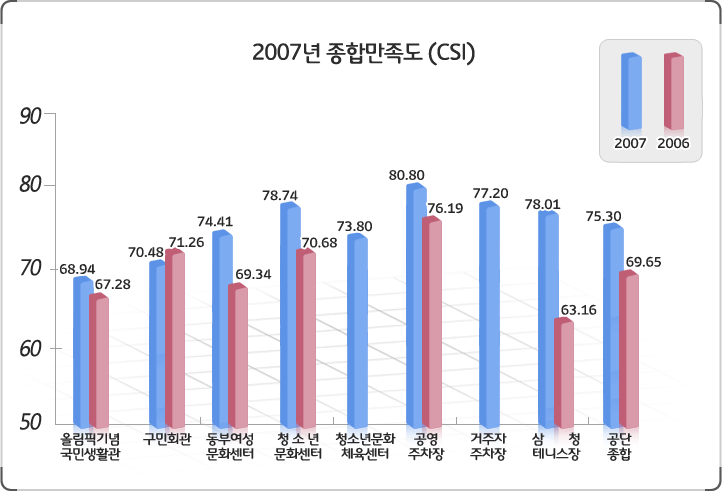 2007년 종합만족도 (CSI)
2007 2006
90
80
70
60
50
68.94 67.28
70.48 71.26
74.41 69.34
78.74 70.68
73.80
80.80 76.19
77.20
78.01 63.16
75.30 69.65
올림픽기념
국민생활관
구민회관
동부여성
문화센터
청 소 년
문화센터
청소년문화
체육센터
공영
주차장
거주자
주차장
삼 청
테니스장
공단
종합